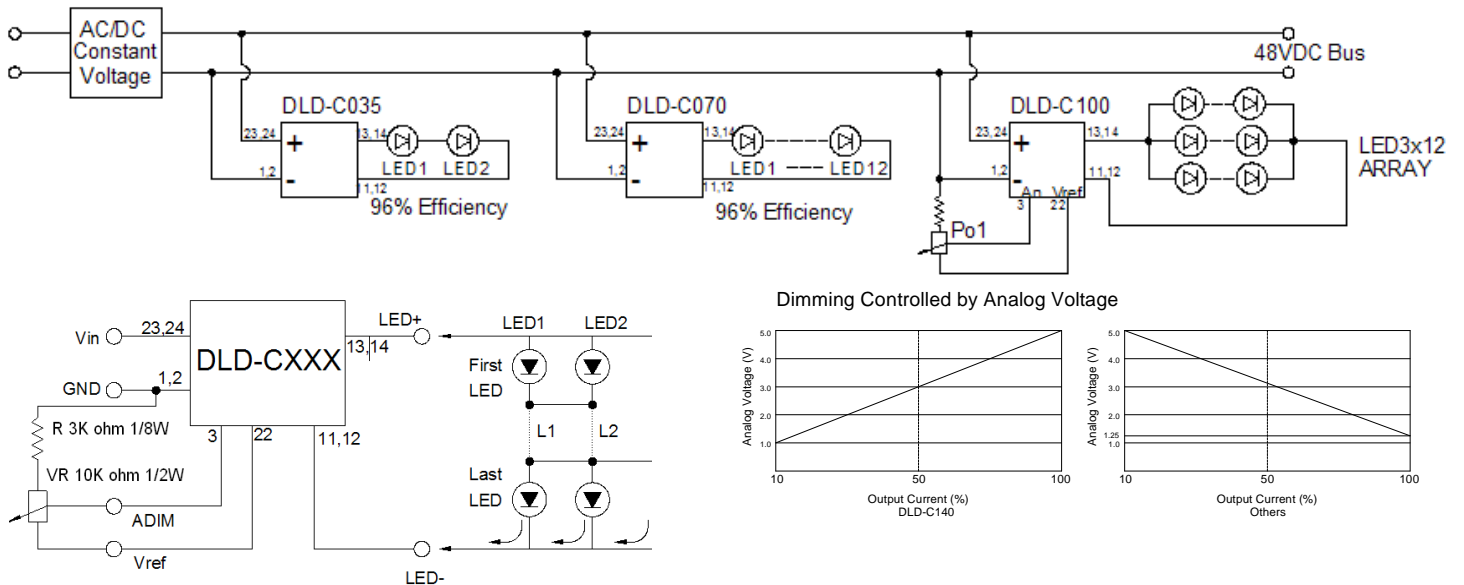 AC/DC
Constant
Voltage
48VDC Bus
DLD-C035
23,24
+
13,14
LED1 LED2
1,2
-
11,12
96% Efficiency
DLD-C070
23,24
+
13,14
LED1 LED12
1,2
-
11,12
96% Efficiency
DLD-C100
23,24
+
13,14
1,2
-
11,12
An Vref
3 22
Po1
LED3x12
ARRAY
Vin
23,24
DLD-CXXX
13,14
LED+
GND
1,2
3
22
11,12
R 3K ohm 1/8W
VR 10K ohm 1/2W
ADIM
Vref
LED1 LED2
First
LED
L1 L2
Last
LED
LED-
Dimming Controlled by Analog Voltage
Analog Voltage (V)
5.0
4.0
3.0
2.0
1.0
10 50 100
Output Current (%)
DLD-C140
Analog Voltage (V)
5.0
4.0
3.0
2.0
1.25
1.0
10 50 100
Output Current (%)
Others